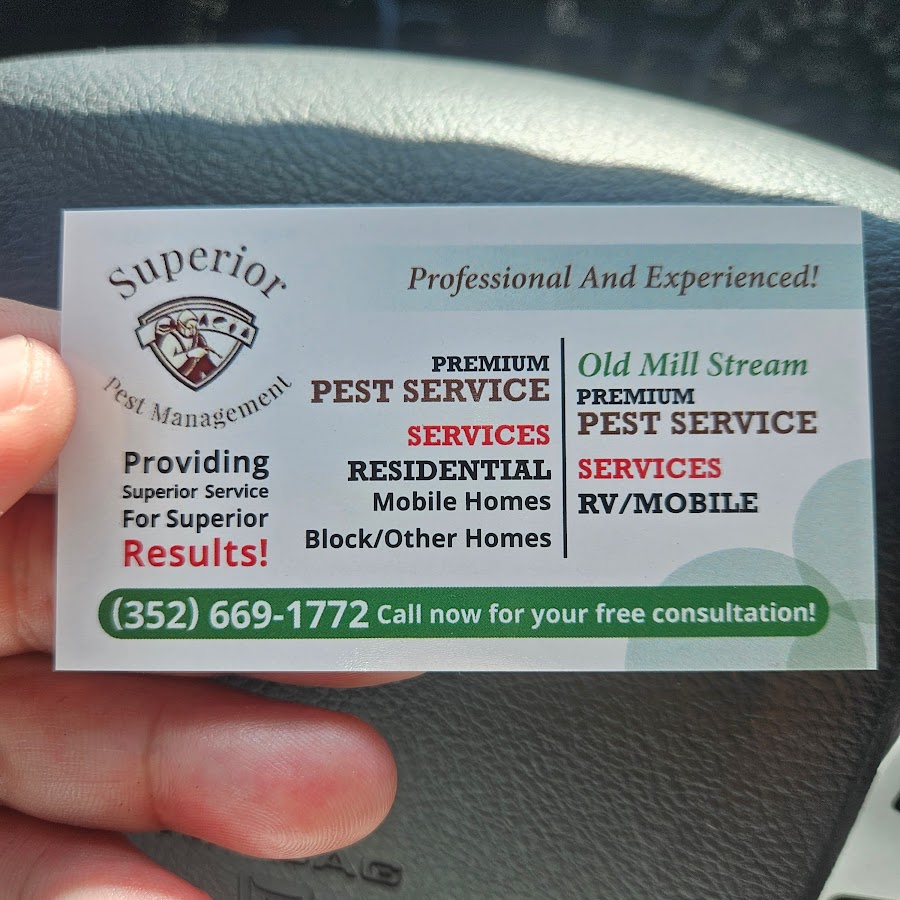 Superior
Pest Management
Providing
Superior Service
For Superior
Results!
Professional And Experienced!
PREMIUM
PEST SERVICE
SERVICES
RESIDENTIAL
Mobile Homes
Block/Other Homes
Old Mill Stream
PREMIUM
PEST SERVICE
SERVICES
RV/MOBILE
(352) 669-1772 Call now for your free consultation!